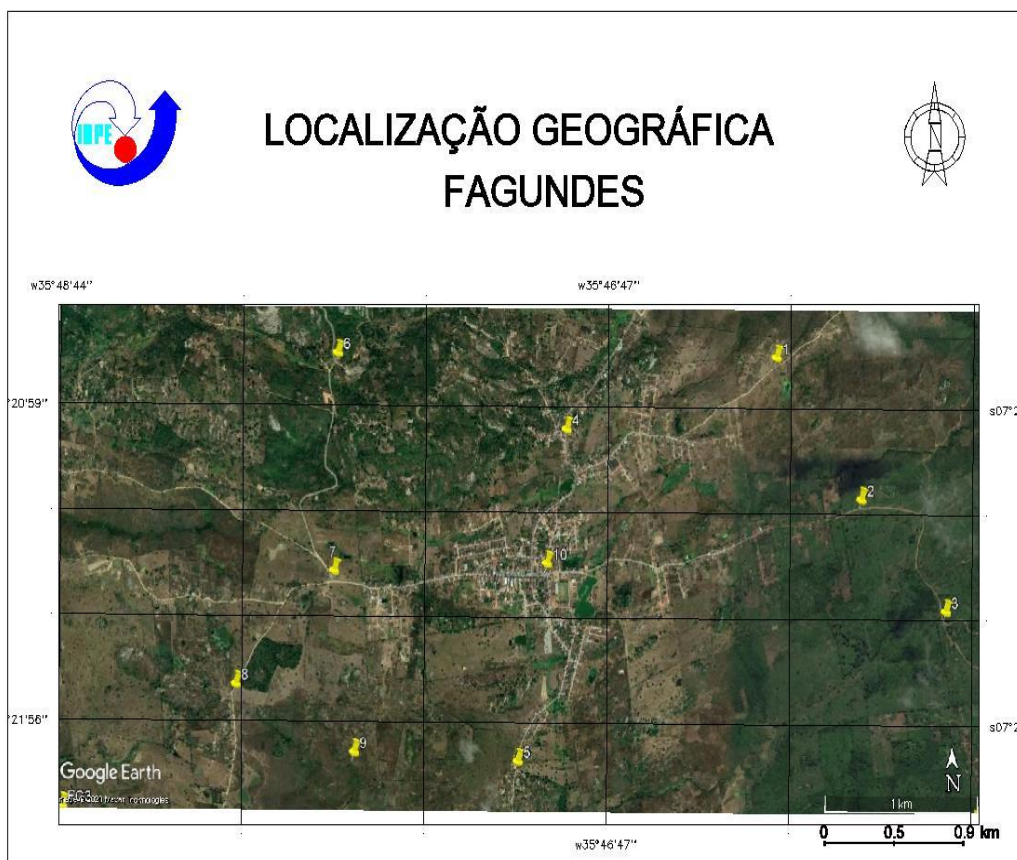 INPE
LOCALIZAÇÃO GEOGRÁFICA
FAGUNDES
N
w35°48'44''
w35°46'47''
6
1
°20'59''
4
s07°2
2
7
10
3
8
°21'56''
9
5
s07°2
Google Earth
N
1 km
0 0.5 0.9 km
w35°46'47''